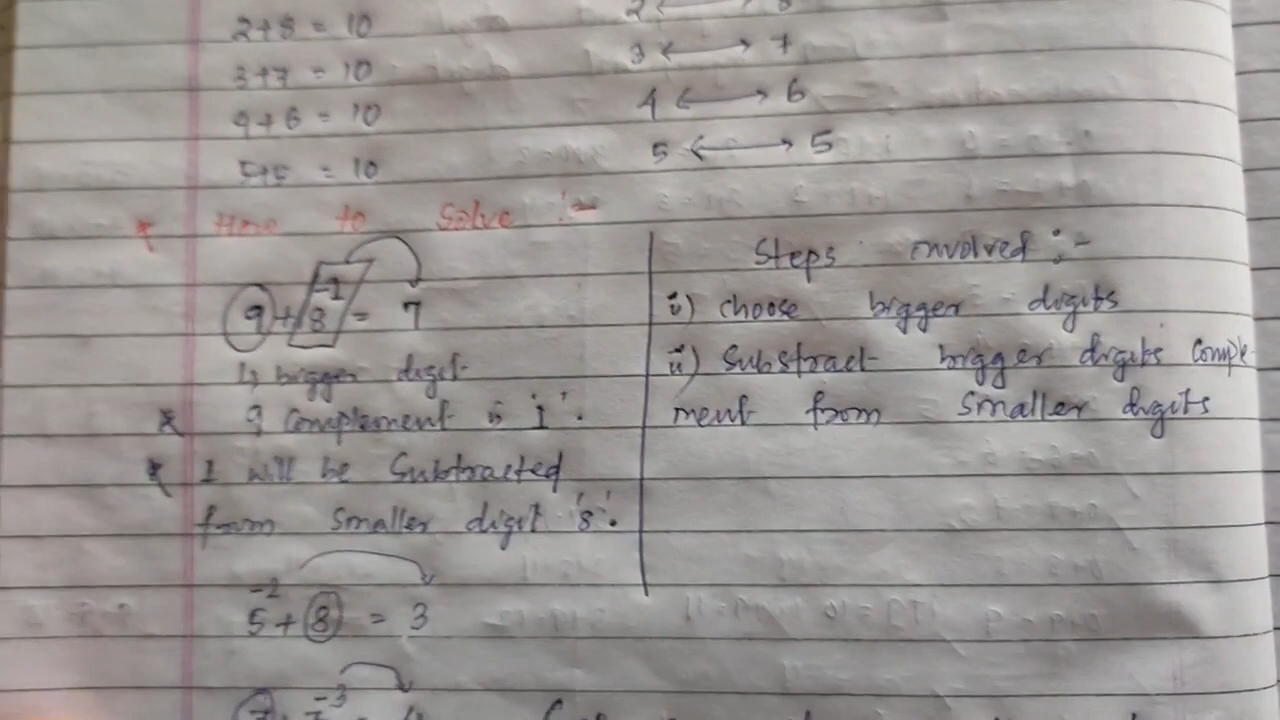 2+8 = 10
3+7 = 10
4+6 = 10
5+5 = 10
3 ↔ 7
4 ↔ 6
5 ↔ 5
* How to Solve :-
-1
9 + 8 = 7
↳ bigger digit
* 9 complement is '1'.
* 1 will be Subtracted
from smaller digit '8'.
-2
5 + 8 = 3
-3
Steps involved :-
i) choose bigger digits
ii) Substract bigger digits comple-
ment from smaller digits